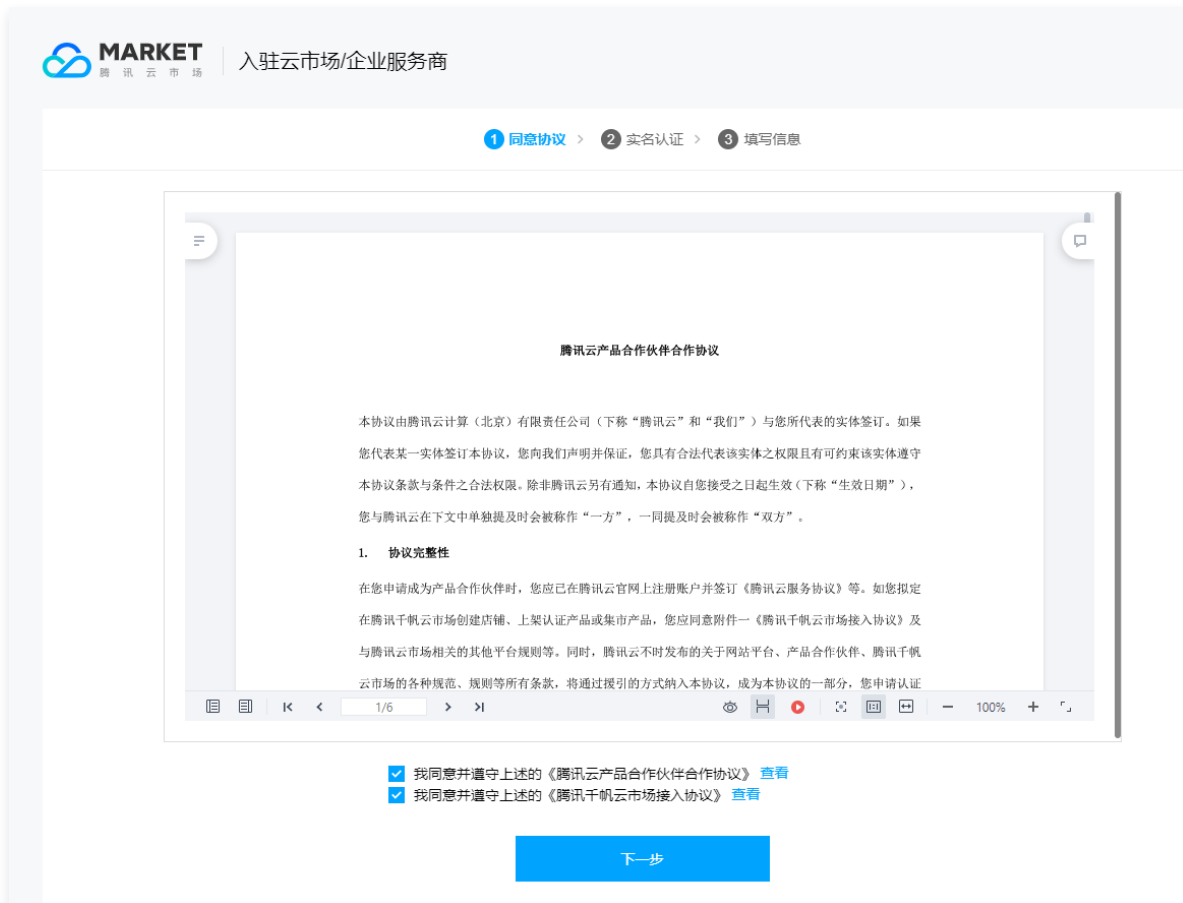 MARKET
腾讯云市场
入驻云市场/企业服务商
1 同意协议 > 2 实名认证 > 3 填写信息
腾讯云产品合作伙伴合作协议
本协议由腾讯云计算（北京）有限责任公司（下称“腾讯云”和“我们”）与您所代表的实体签订。如果
您代表某一实体签订本协议，您向我们声明并保证，您具有合法代表该实体之权限且有可约束该实体遵守
本协议条款与条件之合法权限。除非腾讯云另有通知，本协议自您接受之日起生效（下称“生效日期”），
您与腾讯云在下文中单独提及时会被称作“一方”，一同提及时会被称作“双方”。
1. 协议完整性
在您申请成为产品合作伙伴时，您应已在腾讯云官网上注册账户并签订《腾讯云服务协议》等。如您拟定
在腾讯千帆云市场创建店铺、上架认证产品或集市产品，您应同意附件一《腾讯千帆云市场接入协议》及
与腾讯云市场相关的其他平台规则等。同时，腾讯云不时发布的关于网站平台、产品合作伙伴、腾讯千帆
云市场的各种规范、规则等所有条款，将通过援引的方式纳入本协议，成为本协议的一部分，您申请认证
1/6
100%
我同意并遵守上述的《腾讯云产品合作伙伴合作协议》 查看
我同意并遵守上述的《腾讯千帆云市场接入协议》 查看
下一步